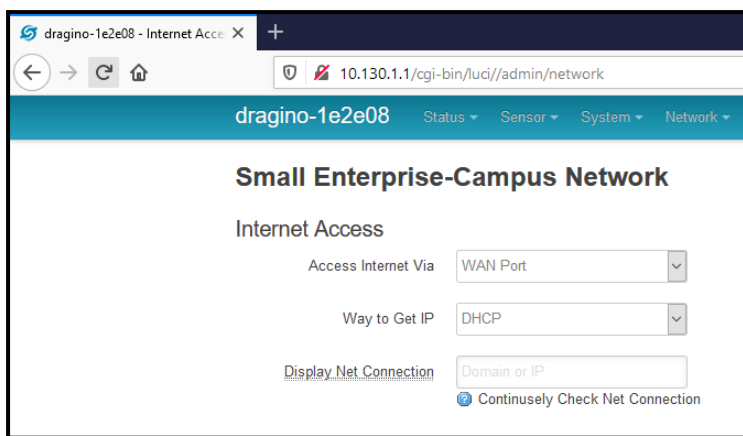 dragino-1e2e08 - Internet Acce
10.130.1.1/cgi-bin/luci//admin/network
dragino-1e2e08 Status Sensor System Network
Small Enterprise-Campus Network
Internet Access
Access Internet Via WAN Port
Way to Get IP DHCP
Display Net Connection Domain or IP
Continusely Check Net Connection